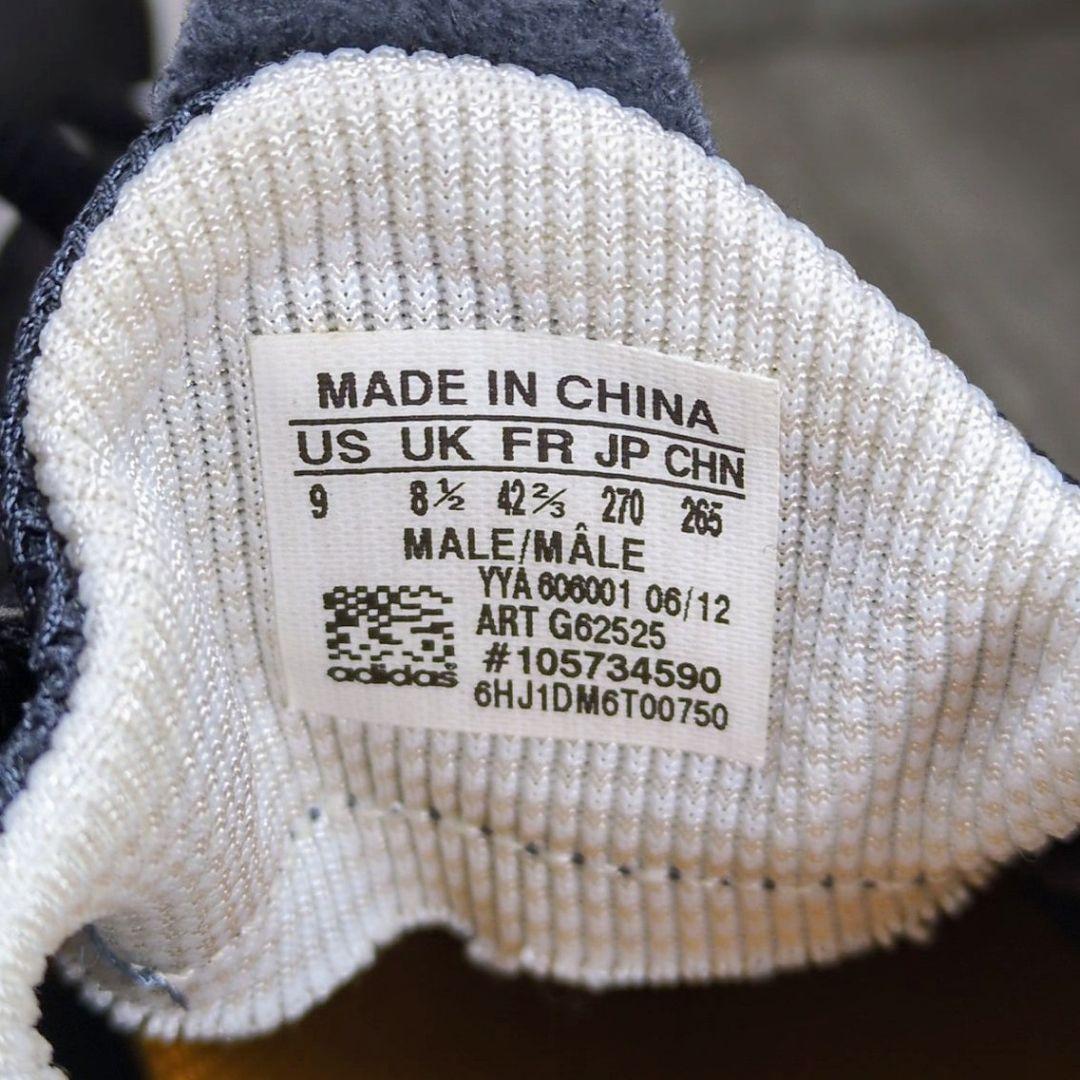 MADE IN CHINA
US UK FR JP CHN
9 8½ 42⅔ 270 265
MALE/MÂLE
YYA 606001 06/12
ART G62525
#105734590
adidas
6HJ1DM6T00750